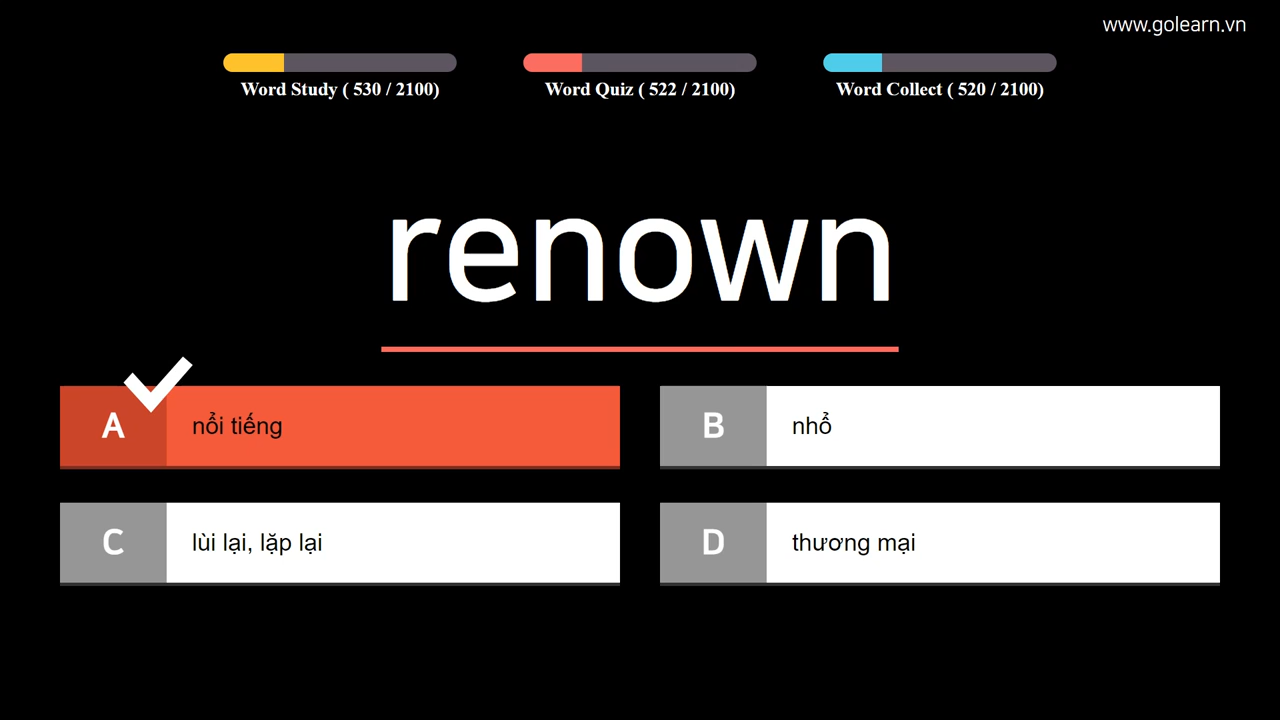 www.golearn.vn
Word Study ( 530 / 2100)
Word Quiz ( 522 / 2100)
Word Collect ( 520 / 2100)
renown
A nổi tiếng
B nhổ
C lùi lại, lặp lại
D thương mại